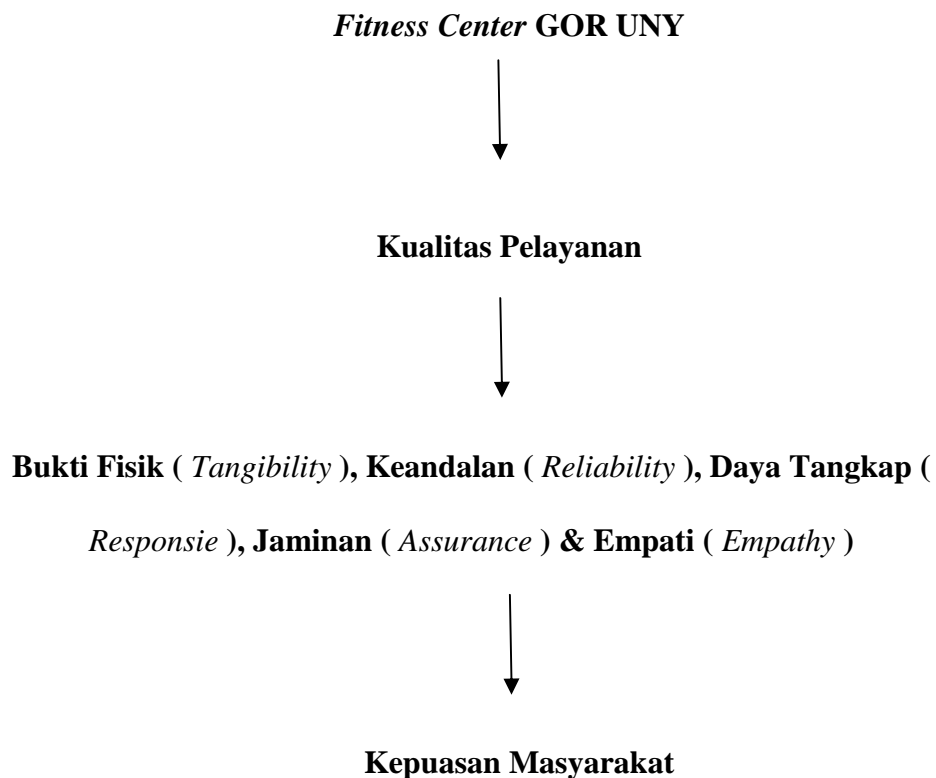 Fitness Center GOR UNY
Kualitas Pelayanan
Bukti Fisik ( Tangibility ), Keandalan ( Reliability ), Daya Tangkap (
Responsie ), Jaminan ( Assurance ) & Empati ( Empathy )
Kepuasan Masyarakat